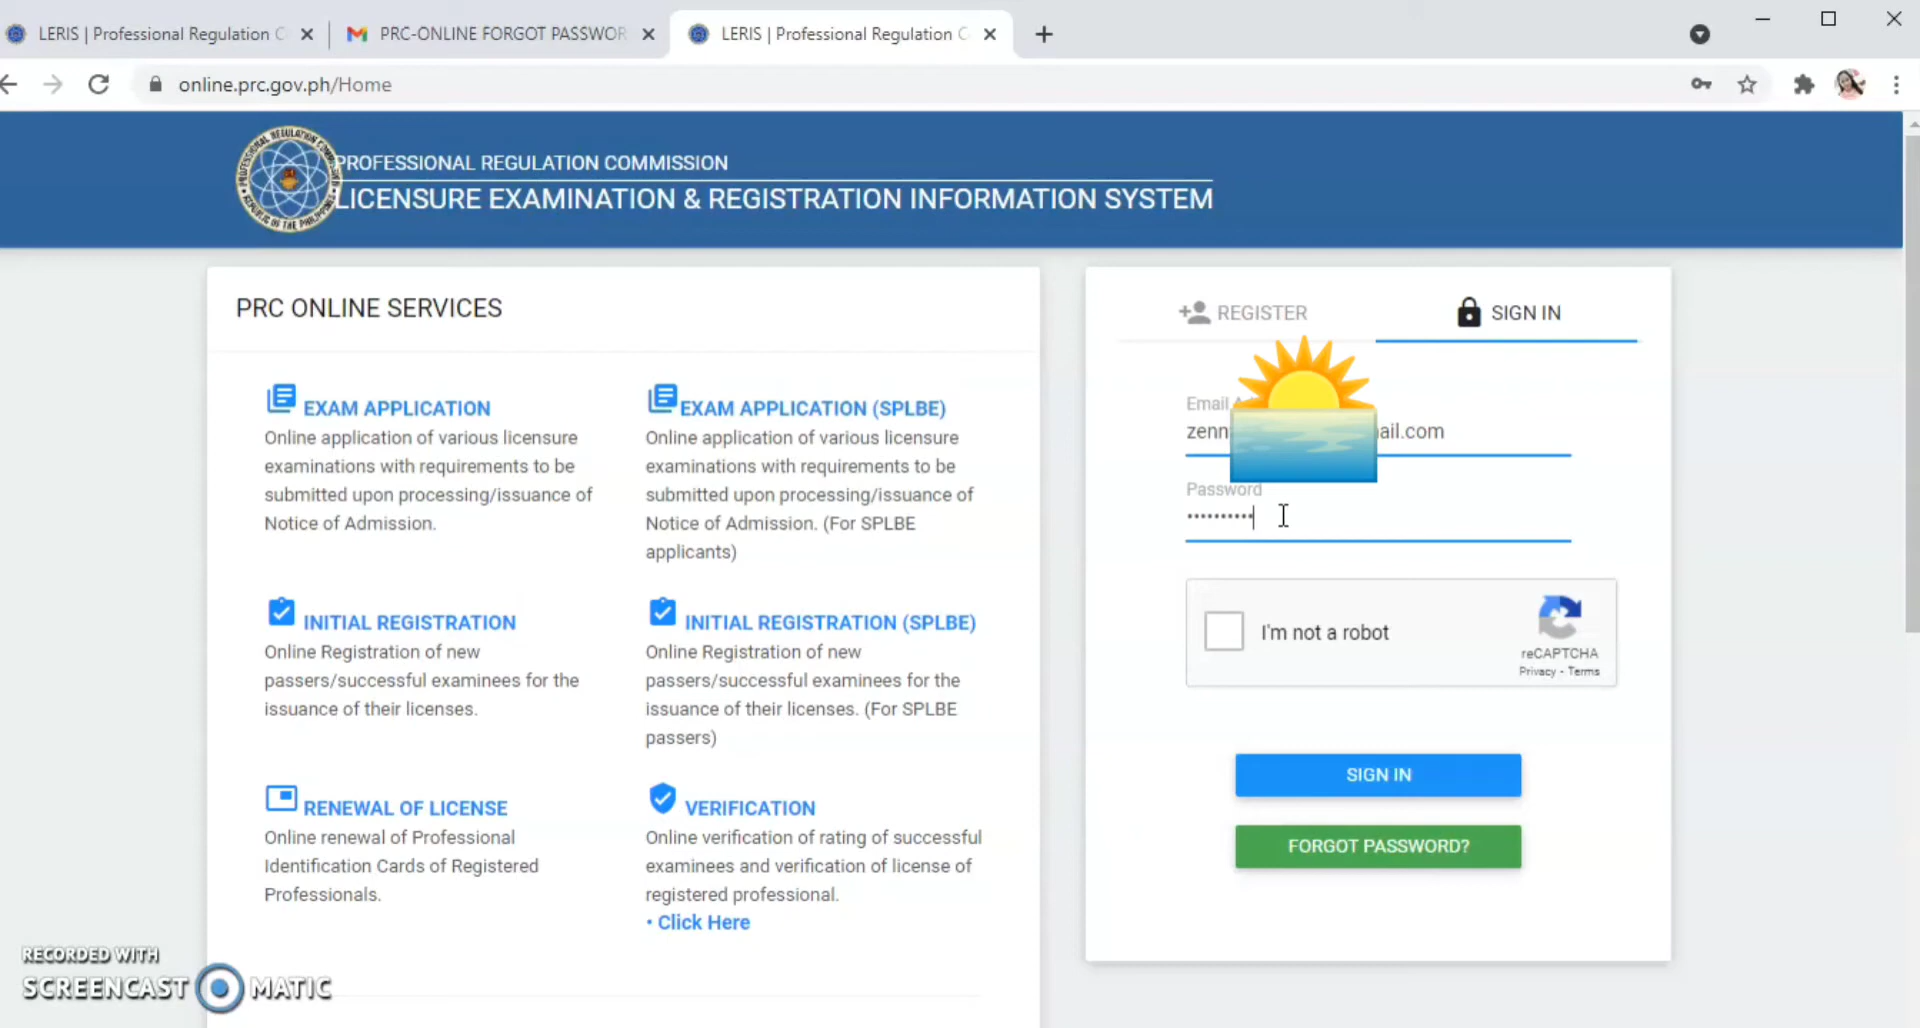 LERIS | Professional Regulation C
PRC-ONLINE FORGOT PASSWOR
LERIS | Professional Regulation C
online.prc.gov.ph/Home
PROFESSIONAL REGULATION COMMISSION
LICENSURE EXAMINATION & REGISTRATION INFORMATION SYSTEM
PROFESSIONAL REGULATION COMMISSION
REPUBLIC OF THE PHILIPPINES
PRC ONLINE SERVICES
EXAM APPLICATION
Online application of various licensure
examinations with requirements to be
submitted upon processing/issuance of
Notice of Admission.
EXAM APPLICATION (SPLBE)
Online application of various licensure
examinations with requirements to be
submitted upon processing/issuance of
Notice of Admission. (For SPLBE
applicants)
INITIAL REGISTRATION
Online Registration of new
passers/successful examinees for the
issuance of their licenses.
INITIAL REGISTRATION (SPLBE)
Online Registration of new
passers/successful examinees for the
issuance of their licenses. (For SPLBE
passers)
RENEWAL OF LICENSE
Online renewal of Professional
Identification Cards of Registered
Professionals.
VERIFICATION
Online verification of rating of successful
examinees and verification of license of
registered professional.
• Click Here
REGISTER
SIGN IN
Email
zenn ail.com
Password
••••••••••
I'm not a robot
reCAPTCHA
Privacy - Terms
SIGN IN
FORGOT PASSWORD?
RECORDED WITH
SCREENCAST MATIC